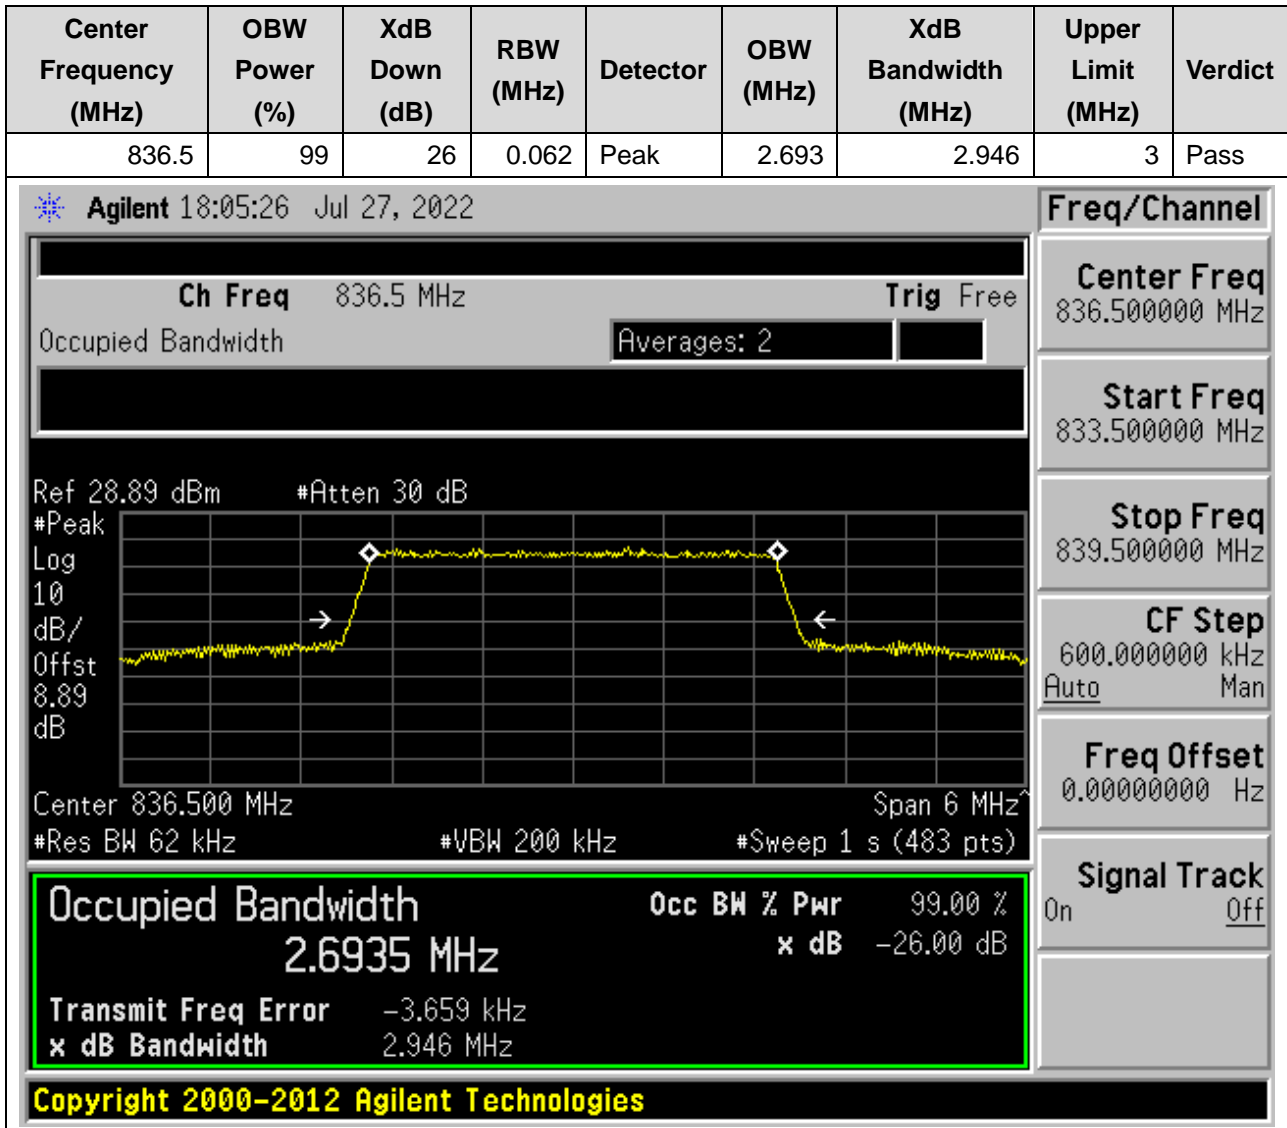 Center Frequency (MHz) OBW Power (%) XdB Down (dB) RBW (MHz) Detector OBW (MHz) XdB Bandwidth (MHz) Upper Limit (MHz) Verdict
836.5 99 26 0.062 Peak 2.693 2.946 3 Pass
Agilent 18:05:26 Jul 27, 2022
Freq/Channel
Ch Freq 836.5 MHz Trig Free
Occupied Bandwidth Averages: 2
Center Freq
836.500000 MHz
Start Freq
833.500000 MHz
Stop Freq
839.500000 MHz
CF Step
600.000000 kHz
Auto Man
Freq Offset
0.00000000 Hz
Signal Track
On Off
Ref 28.89 dBm #Atten 30 dB
#Peak
Log
10
dB/
Offst
8.89
dB
Center 836.500 MHz Span 6 MHz^
#Res BW 62 kHz #VBW 200 kHz #Sweep 1 s (483 pts)
Occupied Bandwidth Occ BW % Pwr 99.00 %
2.6935 MHz x dB -26.00 dB
Transmit Freq Error -3.659 kHz
x dB Bandwidth 2.946 MHz
Copyright 2000-2012 Agilent Technologies